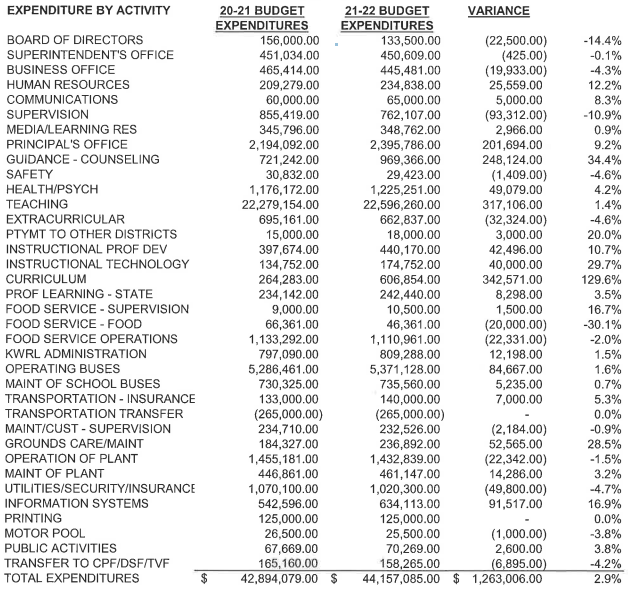 EXPENDITURE BY ACTIVITY 20-21 BUDGET 21-22 BUDGET VARIANCE
EXPENDITURES EXPENDITURES
BOARD OF DIRECTORS 156,000.00 133,500.00 (22,500.00) -14.4%
SUPERINTENDENT'S OFFICE 451,034.00 450,609.00 (425.00) -0.1%
BUSINESS OFFICE 465,414.00 445,481.00 (19,933.00) -4.3%
HUMAN RESOURCES 209,279.00 234,838.00 25,559.00 12.2%
COMMUNICATIONS 60,000.00 65,000.00 5,000.00 8.3%
SUPERVISION 855,419.00 762,107.00 (93,312.00) -10.9%
MEDIA/LEARNING RES 345,796.00 348,762.00 2,966.00 0.9%
PRINCIPAL'S OFFICE 2,194,092.00 2,395,786.00 201,694.00 9.2%
GUIDANCE - COUNSELING 721,242.00 969,366.00 248,124.00 34.4%
SAFETY 30,832.00 29,423.00 (1,409.00) -4.6%
HEALTH/PSYCH 1,176,172.00 1,225,251.00 49,079.00 4.2%
TEACHING 22,279,154.00 22,596,260.00 317,106.00 1.4%
EXTRACURRICULAR 695,161.00 662,837.00 (32,324.00) -4.6%
PTYMT TO OTHER DISTRICTS 15,000.00 18,000.00 3,000.00 20.0%
INSTRUCTIONAL PROF DEV 397,674.00 440,170.00 42,496.00 10.7%
INSTRUCTIONAL TECHNOLOGY 134,752.00 174,752.00 40,000.00 29.7%
CURRICULUM 264,283.00 606,854.00 342,571.00 129.6%
PROF LEARNING - STATE 234,142.00 242,440.00 8,298.00 3.5%
FOOD SERVICE - SUPERVISION 9,000.00 10,500.00 1,500.00 16.7%
FOOD SERVICE - FOOD 66,361.00 46,361.00 (20,000.00) -30.1%
FOOD SERVICE OPERATIONS 1,133,292.00 1,110,961.00 (22,331.00) -2.0%
KWRL ADMINISTRATION 797,090.00 809,288.00 12,198.00 1.5%
OPERATING BUSES 5,286,461.00 5,371,128.00 84,667.00 1.6%
MAINT OF SCHOOL BUSES 730,325.00 735,560.00 5,235.00 0.7%
TRANSPORTATION - INSURANCE 133,000.00 140,000.00 7,000.00 5.3%
TRANSPORTATION TRANSFER (265,000.00) (265,000.00) - 0.0%
MAINT/CUST - SUPERVISION 234,710.00 232,526.00 (2,184.00) -0.9%
GROUNDS CARE/MAINT 184,327.00 236,892.00 52,565.00 28.5%
OPERATION OF PLANT 1,455,181.00 1,432,839.00 (22,342.00) -1.5%
MAINT OF PLANT 446,861.00 461,147.00 14,286.00 3.2%
UTILITIES/SECURITY/INSURANCE 1,070,100.00 1,020,300.00 (49,800.00) -4.7%
INFORMATION SYSTEMS 542,596.00 634,113.00 91,517.00 16.9%
PRINTING 125,000.00 125,000.00 - 0.0%
MOTOR POOL 26,500.00 25,500.00 (1,000.00) -3.8%
PUBLIC ACTIVITIES 67,669.00 70,269.00 2,600.00 3.8%
TRANSFER TO CPF/DSF/TVF 165,160.00 158,265.00 (6,895.00) -4.2%
TOTAL EXPENDITURES $ 42,894,079.00 $ 44,157,085.00 $ 1,263,006.00 2.9%